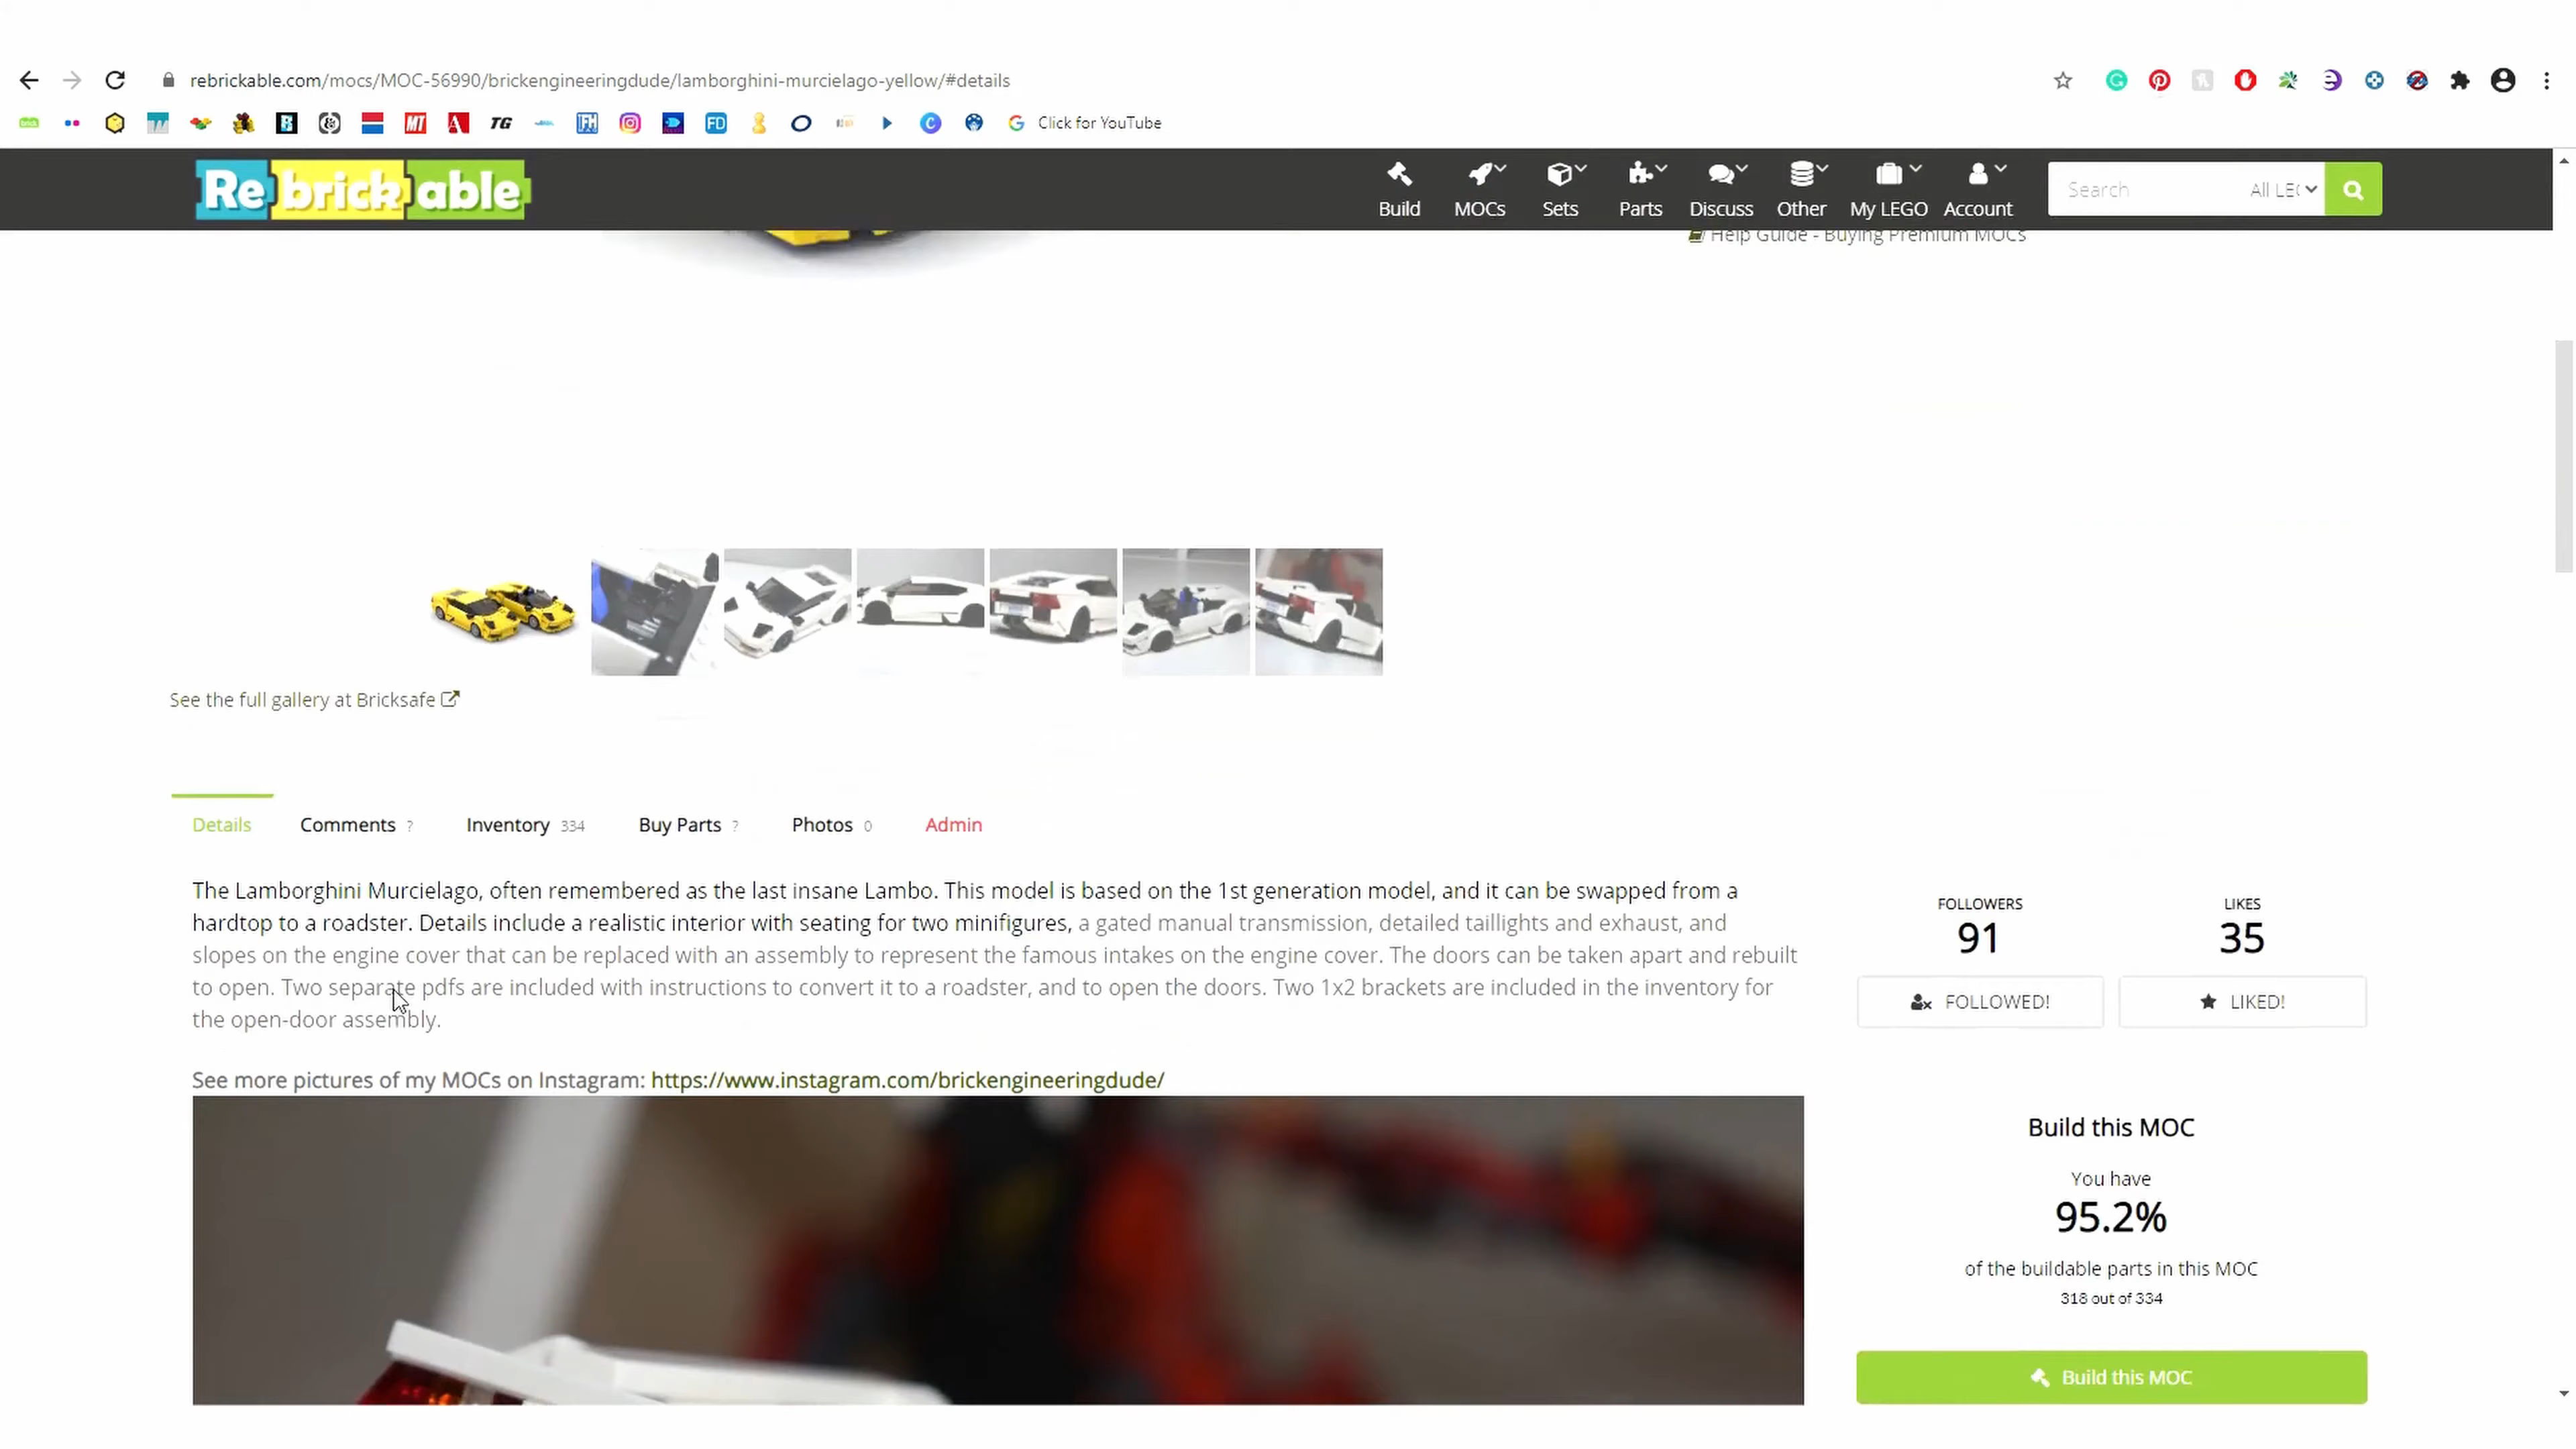 rebrickable.com/mocs/MOC-56990/brickengineeringdude/lamborghini-murcielago-yellow/#details
MT A TG FD C G Click for YouTube
Rebrickable
Build MOCs Sets Parts Discuss Other My LEGO Account Search All LE
Help Guide - Buying Premium MOCs
See the full gallery at Bricksafe
Details Comments ? Inventory 334 Buy Parts ? Photos 0 Admin
The Lamborghini Murcielago, often remembered as the last insane Lambo. This model is based on the 1st generation model, and it can be swapped from a
hardtop to a roadster. Details include a realistic interior with seating for two minifigures, a gated manual transmission, detailed taillights and exhaust, and
slopes on the engine cover that can be replaced with an assembly to represent the famous intakes on the engine cover. The doors can be taken apart and rebuilt
to open. Two separate pdfs are included with instructions to convert it to a roadster, and to open the doors. Two 1x2 brackets are included in the inventory for
the open-door assembly.
See more pictures of my MOCs on Instagram: https://www.instagram.com/brickengineeringdude/
FOLLOWERS LIKES
91 35
FOLLOWED! LIKED!
Build this MOC
You have
95.2%
of the buildable parts in this MOC
318 out of 334
Build this MOC